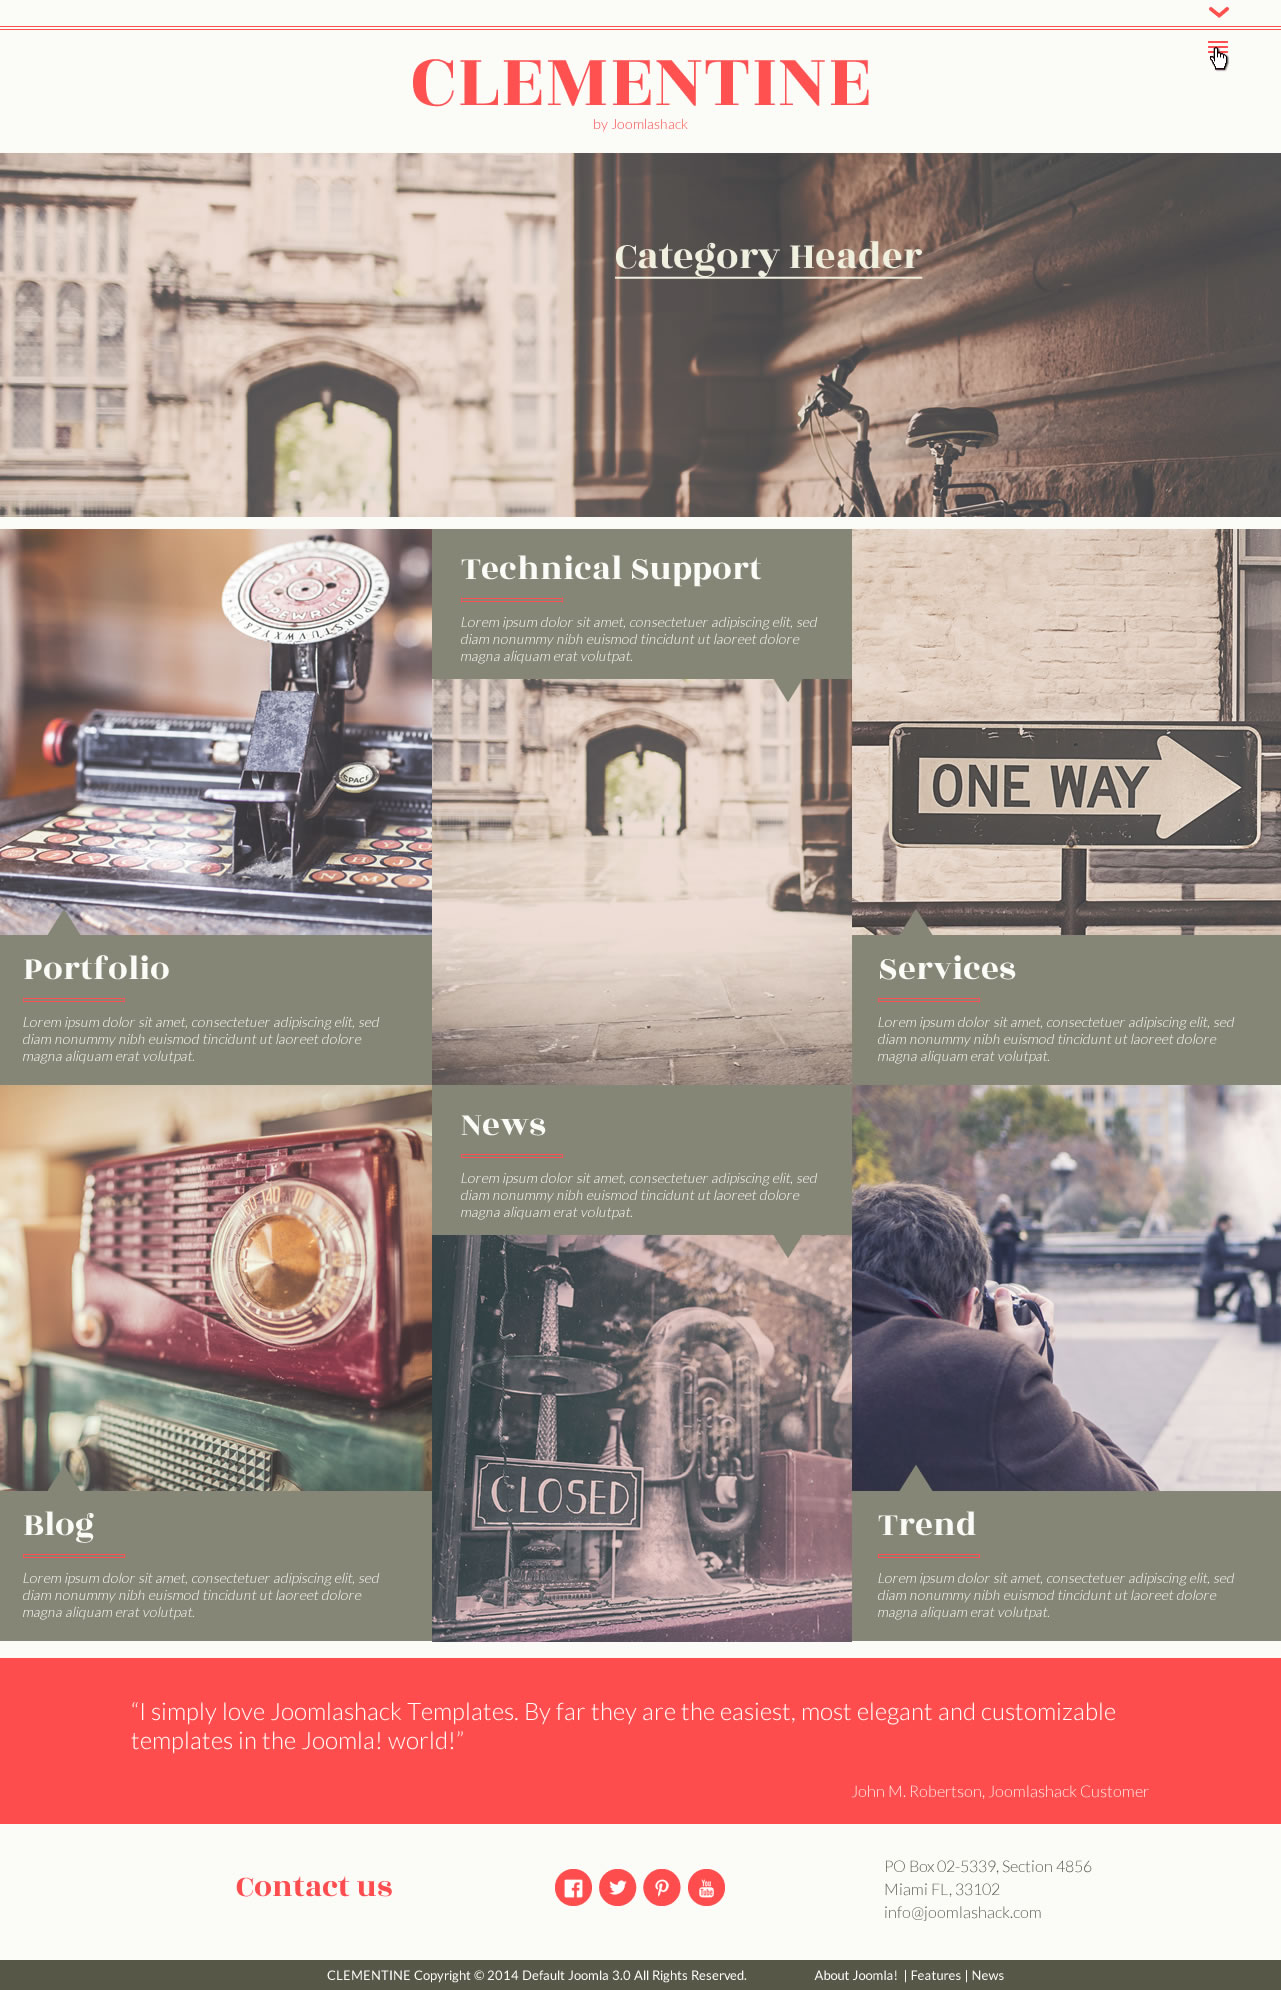 CLEMENTINE
by Joomlashack
Category Header
DIAL
TYPEWRITER
SPACE
Portfolio
Lorem ipsum dolor sit amet, consectetuer adipiscing elit, sed
diam nonummy nibh euismod tincidunt ut laoreet dolore
magna aliquam erat volutpat.
Technical Support
Lorem ipsum dolor sit amet, consectetuer adipiscing elit, sed
diam nonummy nibh euismod tincidunt ut laoreet dolore
magna aliquam erat volutpat.
ONE WAY
Services
Lorem ipsum dolor sit amet, consectetuer adipiscing elit, sed
diam nonummy nibh euismod tincidunt ut laoreet dolore
magna aliquam erat volutpat.
140 110
Blog
Lorem ipsum dolor sit amet, consectetuer adipiscing elit, sed
diam nonummy nibh euismod tincidunt ut laoreet dolore
magna aliquam erat volutpat.
News
Lorem ipsum dolor sit amet, consectetuer adipiscing elit, sed
diam nonummy nibh euismod tincidunt ut laoreet dolore
magna aliquam erat volutpat.
CLOSED
Trend
Lorem ipsum dolor sit amet, consectetuer adipiscing elit, sed
diam nonummy nibh euismod tincidunt ut laoreet dolore
magna aliquam erat volutpat.
“I simply love Joomlashack Templates. By far they are the easiest, most elegant and customizable
templates in the Joomla! world!”
John M. Robertson, Joomlashack Customer
Contact us
You
Tube
PO Box 02-5339, Section 4856
Miami FL, 33102
info@joomlashack.com
CLEMENTINE Copyright © 2014 Default Joomla 3.0 All Rights Reserved.
About Joomla! | Features | News